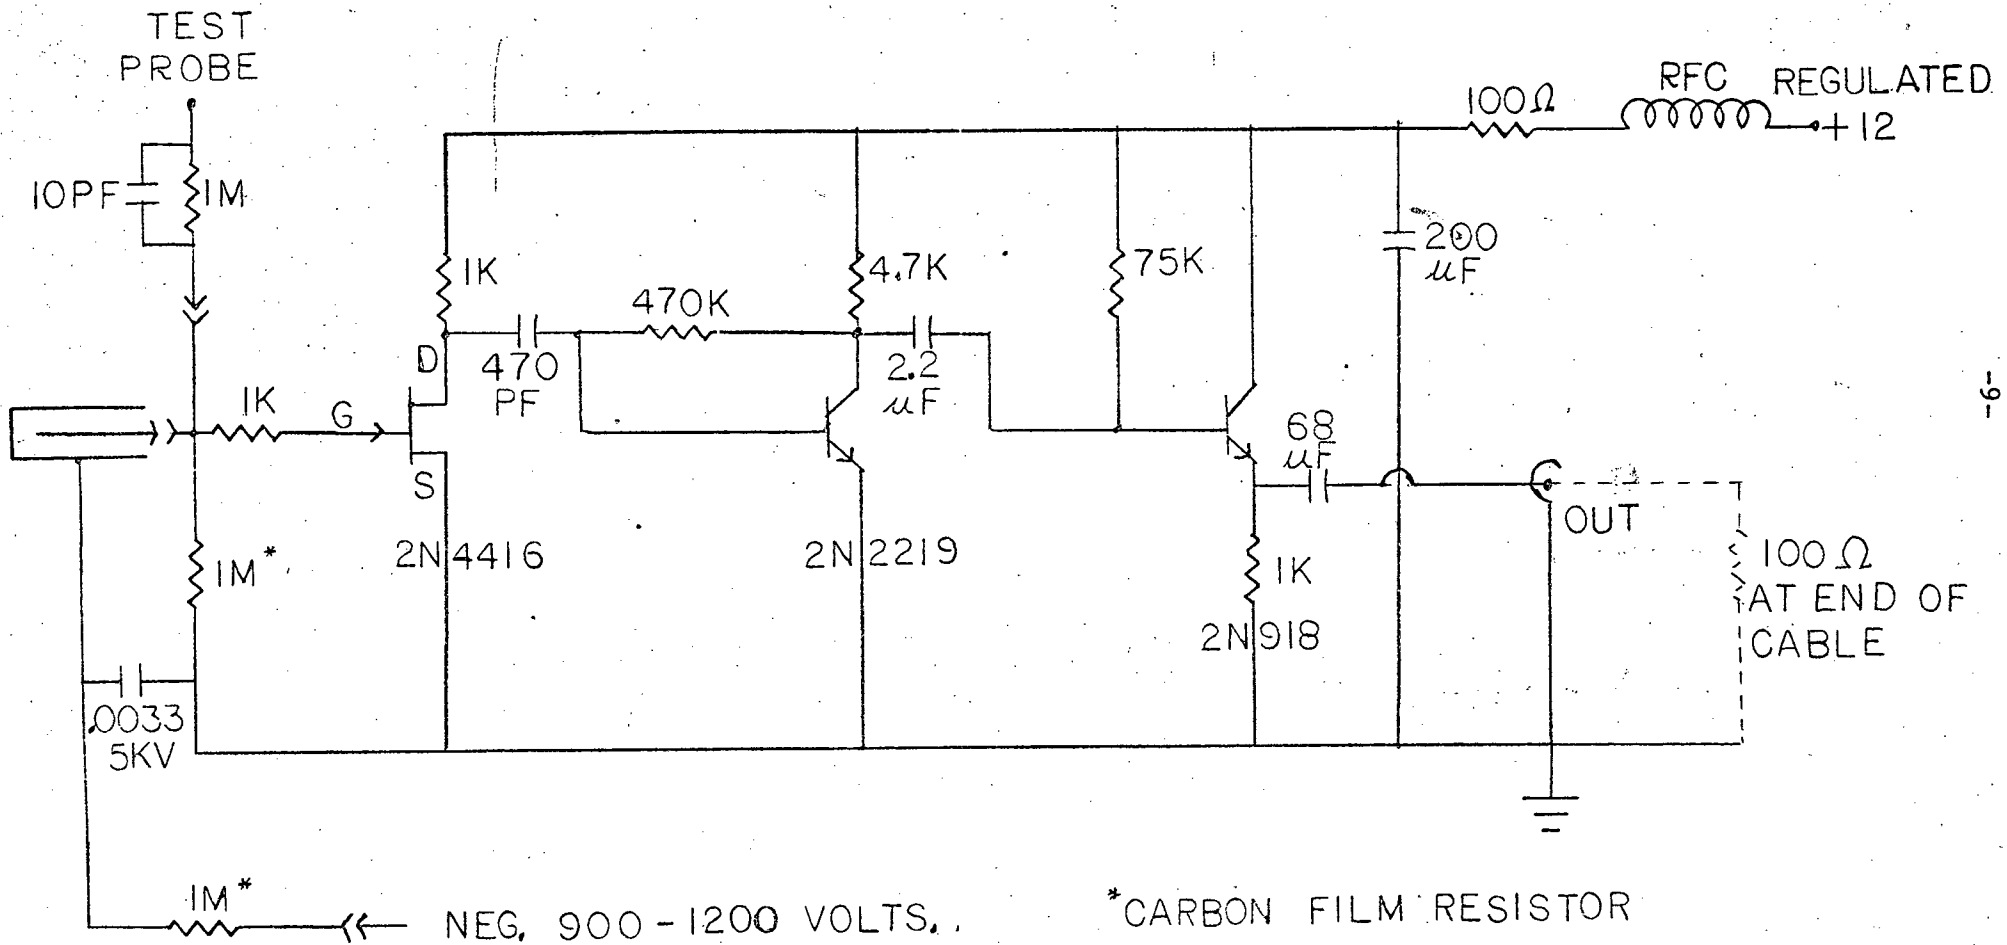 TEST
PROBE
10PF
1M
1K
D
470
PF
470K
4.7K
2.2
µF
75K
100Ω
RFC
REGULATED
+12
200
µF
1K
G
S
2N4416
2N2219
68
µF
1K
2N918
OUT
100Ω
AT END OF
CABLE
1M*
.0033
5KV
1M*
NEG. 900-1200 VOLTS..
*CARBON FILM RESISTOR
-6-